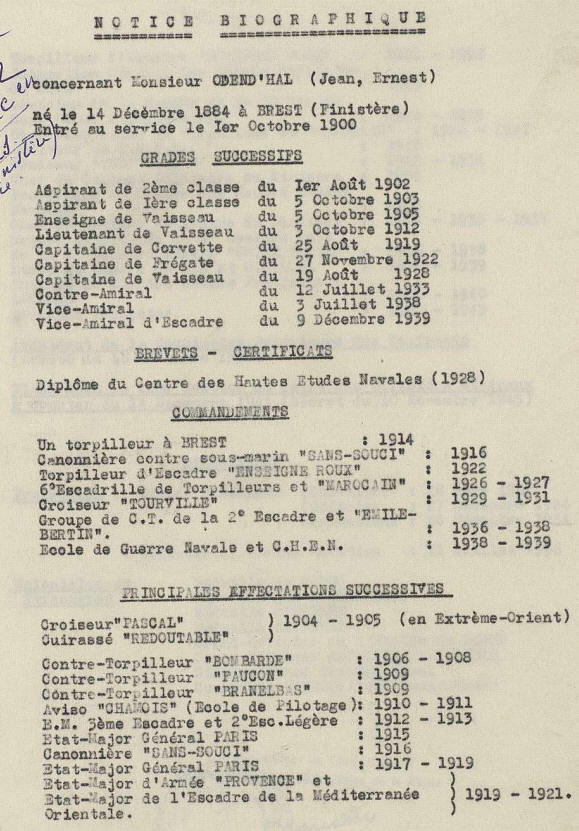 NOTICE BIOGRAPHIQUE
concernant Monsieur ODEND'HAL (Jean, Ernest)
né le 14 Décembre 1884 à BREST (Finistère)
Entré au service le Ier Octobre 1900
GRADES SUCCESSIFS
Aspirant de 2ème classe du Ier Août 1902
Aspirant de Ière classe du 5 Octobre 1903
Enseigne de Vaisseau du 5 Octobre 1905
Lieutenant de Vaisseau du 3 Octobre 1912
Capitaine de Corvette du 25 Août 1919
Capitaine de Frégate du 27 Novembre 1922
Capitaine de Vaisseau du 19 Août 1928
Contre-Amiral du 12 Juillet 1933
Vice-Amiral du 3 Juillet 1938
Vice-Amiral d'Escadre du 9 Décembre 1939
BREVETS - CERTIFICATS
Diplôme du Centre des Hautes Etudes Navales (1928)
COMMANDEMENTS
Un torpilleur à BREST : 1914
Canonnière contre sous-marin "SANS-SOUCI" : 1916
Torpilleur d'Escadre "ENSEIGNE ROUX" : 1922
6°Escadrille de Torpilleurs et "MAROCAIN" : 1926 - 1927
Croiseur "TOURVILLE" : 1929 - 1931
Groupe de C.T. de la 2° Escadre et "EMILE-
BERTIN". : 1936 - 1938
Ecole de Guerre Navale et C.H.E.N. : 1938 - 1939
PRINCIPALES AFFECTATIONS SUCCESSIVES
Croiseur"PASCAL" ) 1904 - 1905 (en Extrème-Orient)
Cuirassé "REDOUTABLE" )
Contre-Torpilleur "BOMBARDE" : 1906 - 1908
Contre-Torpilleur "FAUCON" : 1909
Contre-Torpilleur "BRANELBAS" : 1909
Aviso "CHAMOIS" (Ecole de Pilotage): 1910 - 1911
E.M. 3ème Escadre et 2°Esc.Légère : 1912 - 1913
Etat-Major Général PARIS : 1915
Canonnière "SANS-SOUCI" : 1916
Etat-Major Général PARIS : 1917 - 1919
Etat-Major d'Armée "PROVENCE" et )
Etat-Major de l'Escadre de la Méditerranée ) 1919 - 1921.
Orientale. )